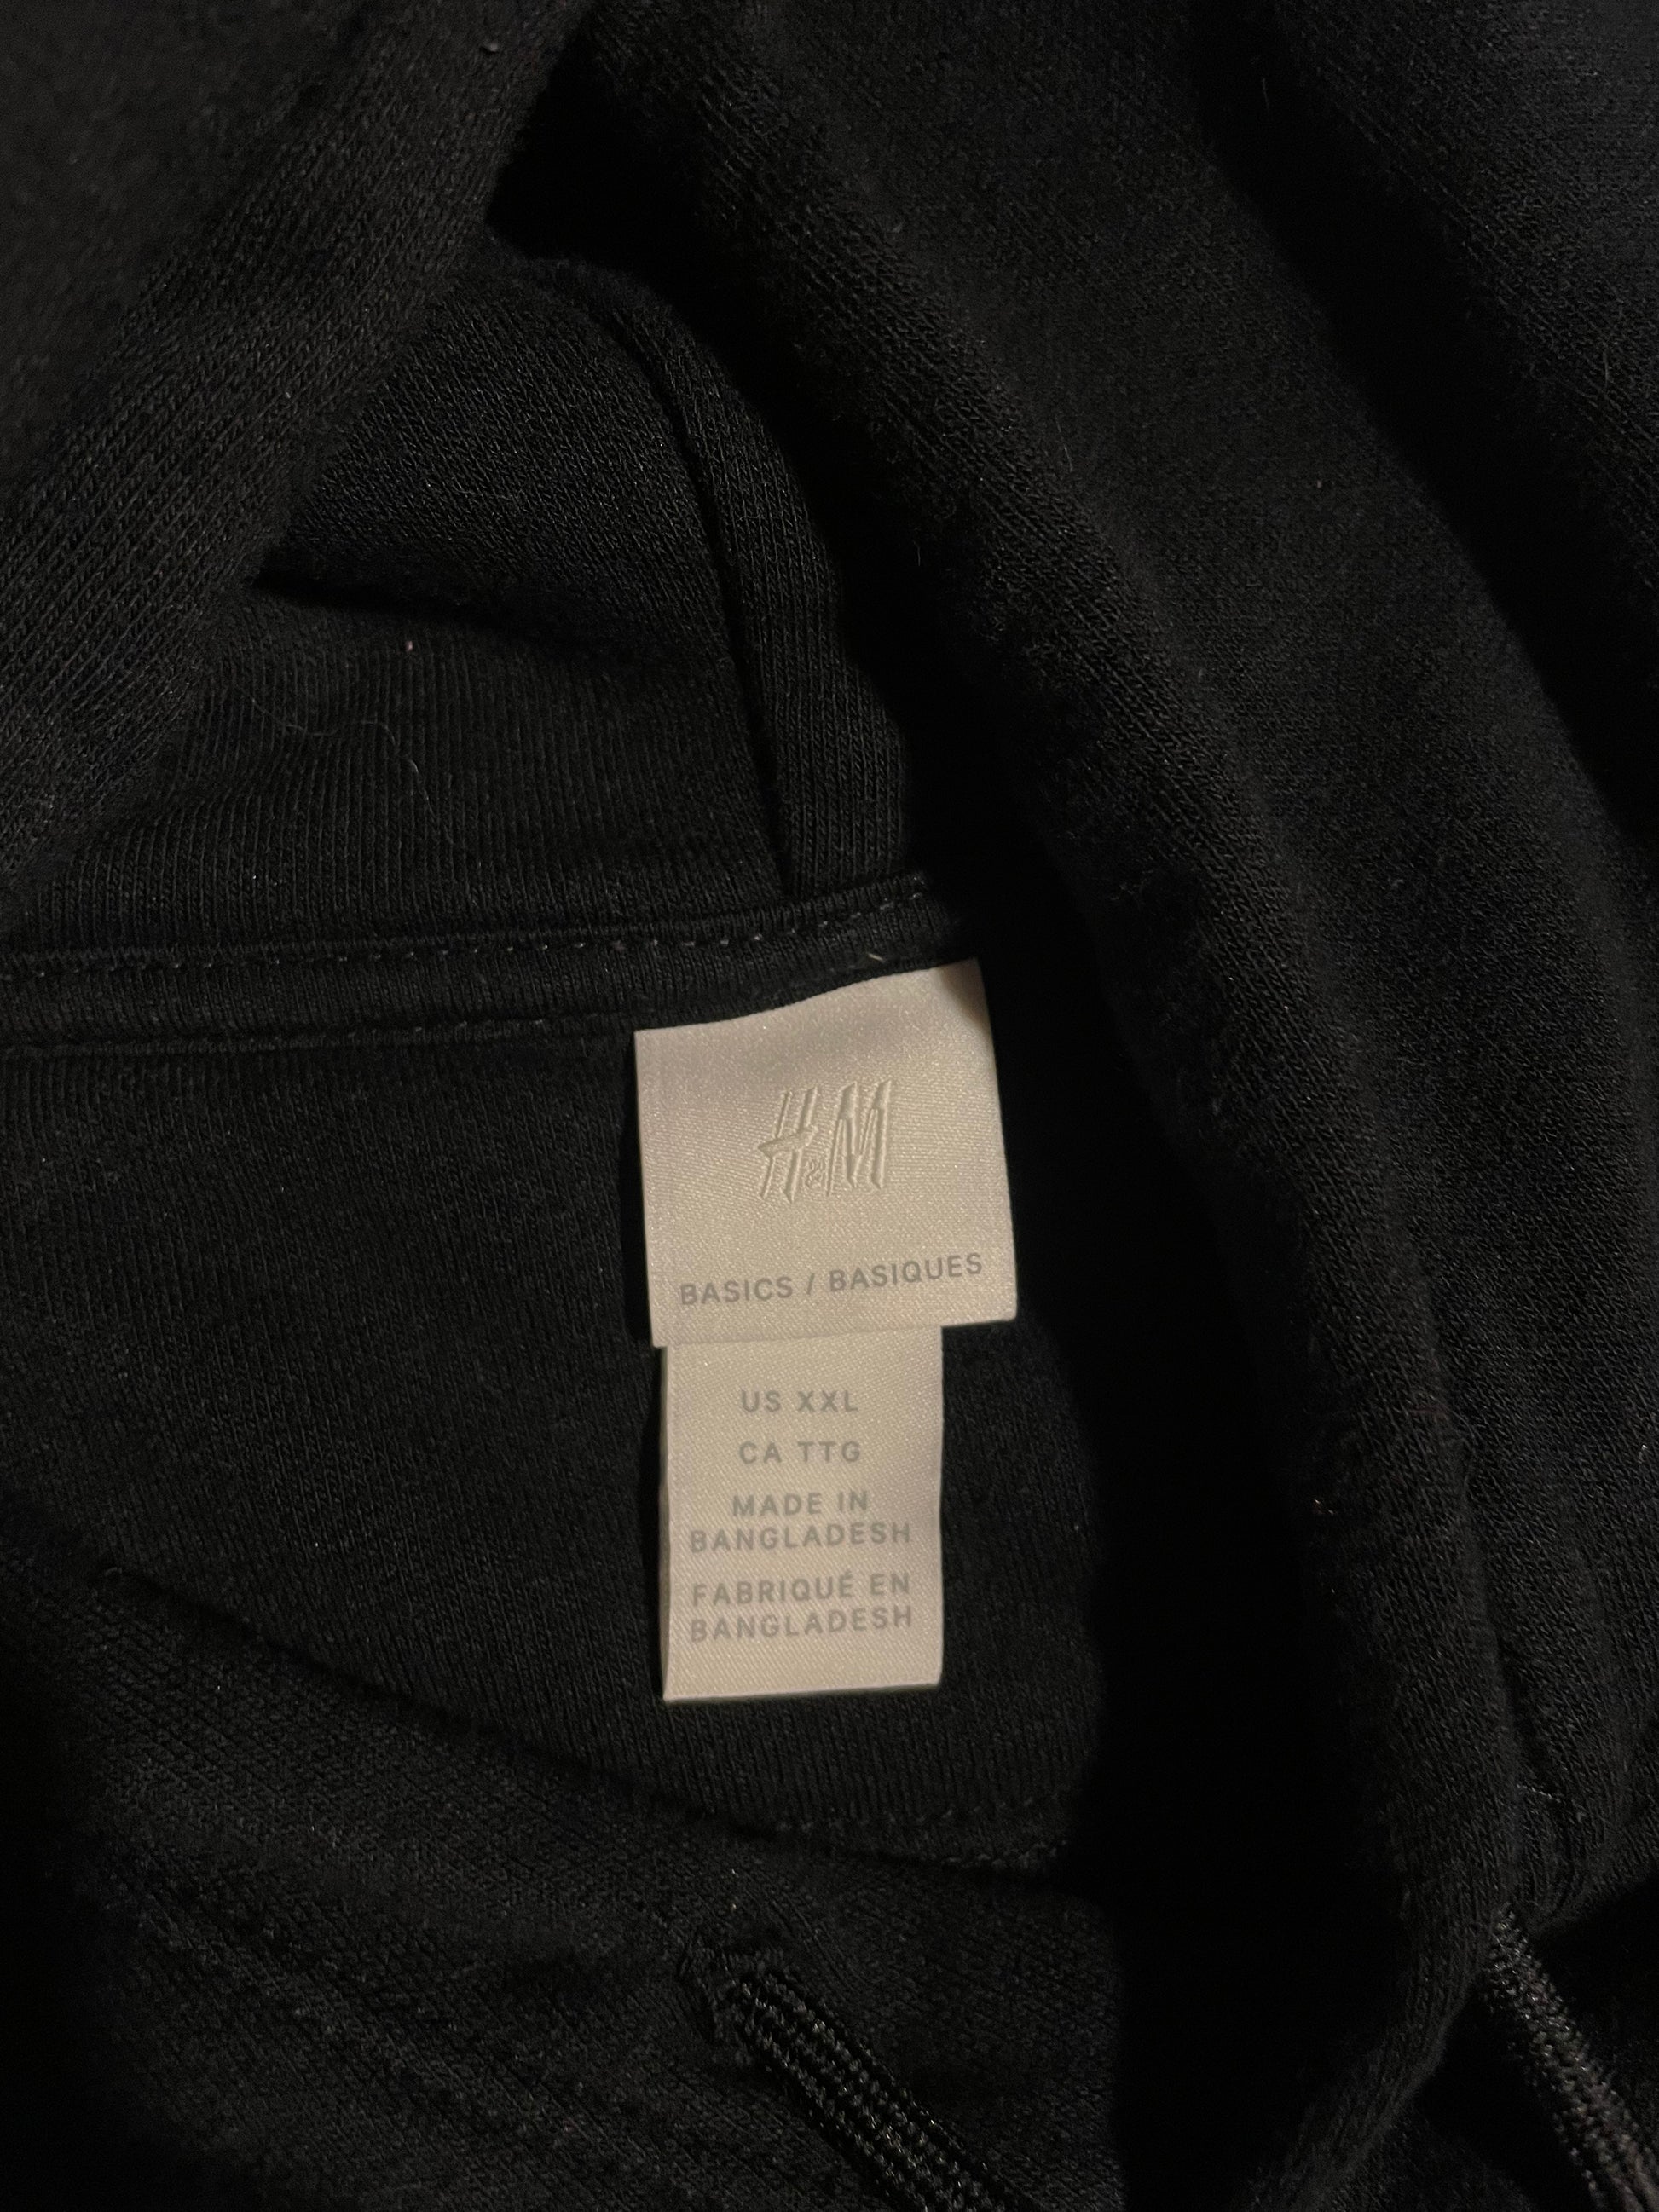 H&M
BASICS / BASIQUES
US XXL
CA TTG
MADE IN
BANGLADESH
FABRIQUÉ EN
BANGLADESH